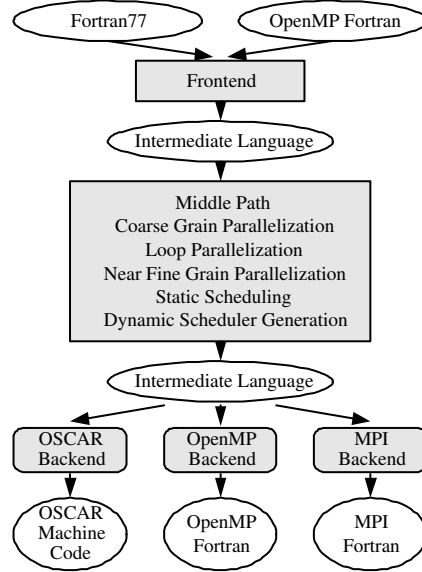 Fortran77
OpenMP Fortran
Frontend
Intermediate Language
Middle Path
Coarse Grain Parallelization
Loop Parallelization
Near Fine Grain Parallelization
Static Scheduling
Dynamic Scheduler Generation
Intermediate Language
OSCAR
Backend
OpenMP
Backend
MPI
Backend
OSCAR
Machine
Code
OpenMP
Fortran
MPI
Fortran